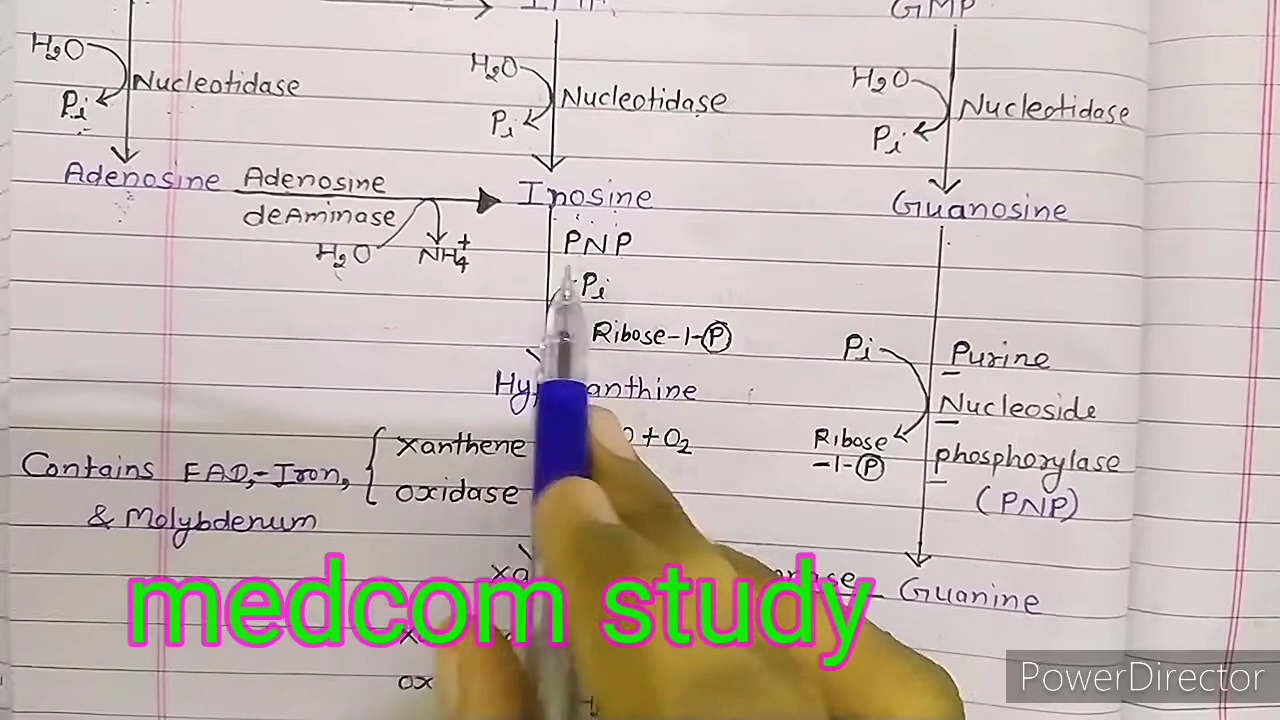 GMP
H2O
Nucleotidase
Pi
H2O
Nucleotidase
Pi
H2O
Nucleotidase
Pi
Adenosine
Adenosine
deAminase
H2O
NH4+
Inosine
Guanosine
PNP
Pi
Ribose-1-P
Pi
Purine
Nucleoside
phosphorylase
(PNP)
Ribose
-1-P
Contains FAD,-Iron,
& Molybdenum
xanthene
oxidase
+O2
Guanine
medcom study
PowerDirector